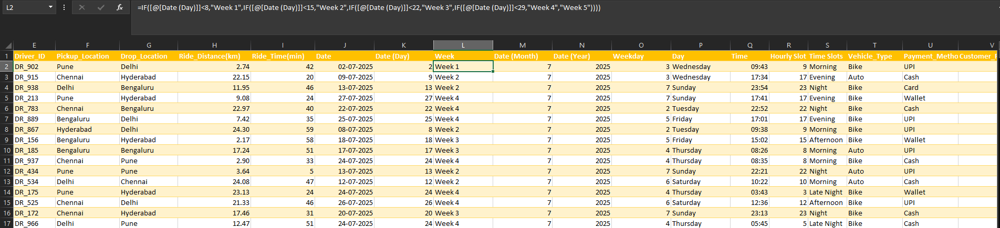 L2 fx =IF([@[Date (Day)]]<8,"Week 1",IF([@[Date (Day)]]<15,"Week 2",IF([@[Date (Day)]]<22,"Week 3",IF([@[Date (Day)]]<29,"Week 4","Week 5"))))
E F G H I J K L M N O P Q R S T U V
1 Driver_ID Pickup_Location Drop_Location Ride_Distance(km) Ride_Time(min) Date Date (Day) Week Date (Month) Date (Year) Weekday Day Time Hourly Slot Time Slots Vehicle_Type Payment_Metho Customer_
2 DR_902 Pune Delhi 2.74 42 02-07-2025 2 Week 1 7 2025 3 Wednesday 09:43 9 Morning Bike UPI
3 DR_915 Chennai Hyderabad 22.15 20 09-07-2025 9 Week 2 7 2025 3 Wednesday 17:34 17 Evening Auto Cash
4 DR_938 Delhi Bengaluru 11.95 46 13-07-2025 13 Week 2 7 2025 7 Sunday 23:54 23 Night Bike Card
5 DR_213 Pune Hyderabad 9.08 24 27-07-2025 27 Week 4 7 2025 7 Sunday 17:41 17 Evening Bike Wallet
6 DR_783 Chennai Bengaluru 22.97 40 22-07-2025 22 Week 4 7 2025 2 Tuesday 22:52 22 Night Bike Cash
7 DR_889 Bengaluru Delhi 7.42 35 25-07-2025 25 Week 4 7 2025 5 Friday 17:01 17 Evening Bike UPI
8 DR_867 Hyderabad Delhi 24.30 59 08-07-2025 8 Week 2 7 2025 2 Tuesday 09:38 9 Morning Bike UPI
9 DR_156 Bengaluru Hyderabad 2.17 58 18-07-2025 18 Week 3 7 2025 5 Friday 15:02 15 Afternoon Bike Wallet
10 DR_185 Bengaluru Bengaluru 17.24 51 17-07-2025 17 Week 3 7 2025 4 Thursday 08:26 8 Morning Auto UPI
11 DR_937 Chennai Pune 2.90 33 24-07-2025 24 Week 4 7 2025 4 Thursday 08:35 8 Morning Bike Cash
12 DR_434 Pune Pune 3.64 5 13-07-2025 13 Week 2 7 2025 7 Sunday 22:21 22 Night Auto UPI
13 DR_534 Delhi Chennai 24.08 47 12-07-2025 12 Week 2 7 2025 6 Saturday 10:22 10 Morning Auto Cash
14 DR_175 Pune Hyderabad 23.13 24 24-07-2025 24 Week 4 7 2025 4 Thursday 03:43 3 Late Night Bike Wallet
15 DR_525 Chennai Delhi 21.33 46 26-07-2025 26 Week 4 7 2025 6 Saturday 12:36 12 Afternoon Bike UPI
16 DR_172 Chennai Hyderabad 17.46 31 20-07-2025 20 Week 3 7 2025 7 Sunday 23:13 23 Night Bike Cash
17 DR_966 Delhi Pune 12.47 51 24-07-2025 24 Week 4 7 2025 4 Thursday 05:45 5 Late Night Bike Cash